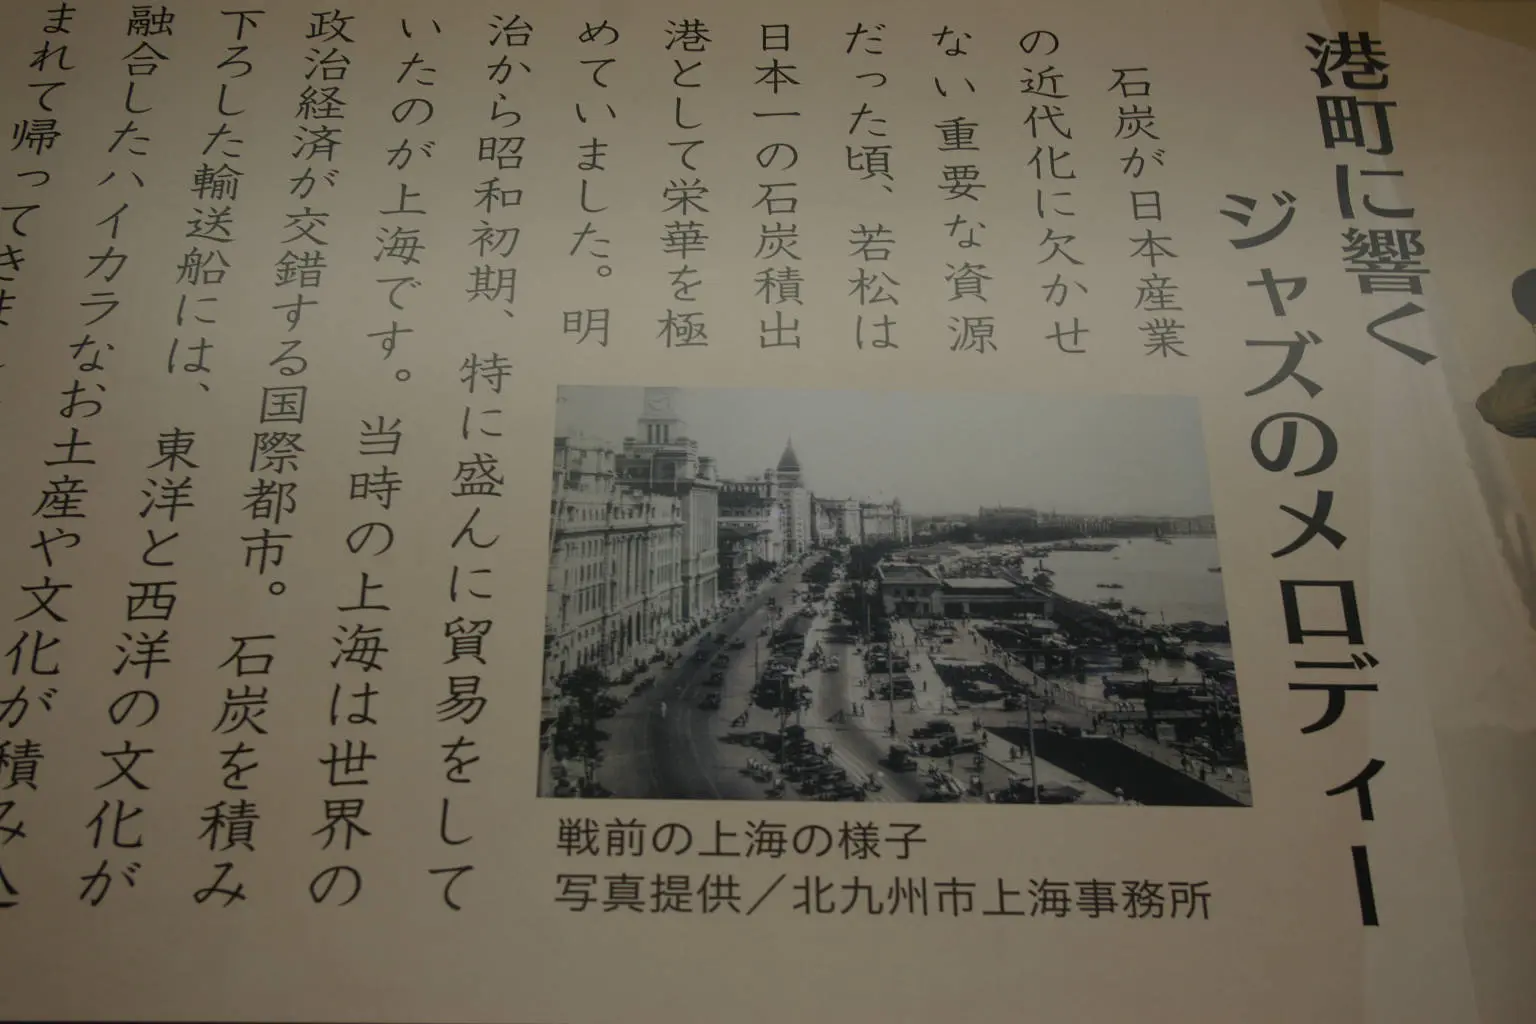 港町に響く
ジャズのメロディー
石炭が日本産業
の近代化に欠かせ
ない重要な資源
だった頃、若松は
日本一の石炭積出
港として栄華を極
めていました。明
治から昭和初期、特に盛んに貿易をして
いたのが上海です。当時の上海は世界の
政治経済が交錯する国際都市。石炭を積み
下ろした輸送船には、東洋と西洋の文化が
融合したハイカラなお土産や文化が積み込
まれて帰ってきま
戦前の上海の様子
写真提供／北九州市上海事務所